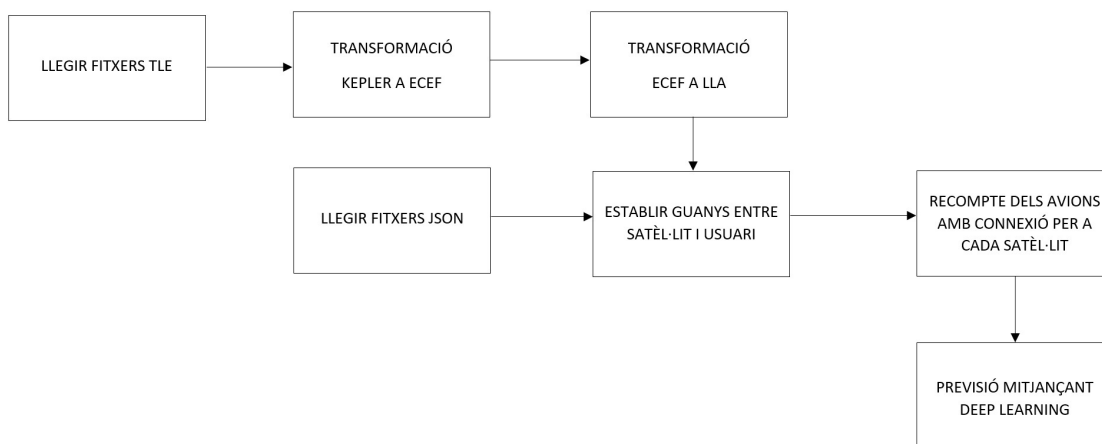 LLEGIR FITXERS TLE
TRANSFORMACIÓ
KEPLER A ECEF
TRANSFORMACIÓ
ECEF A LLA
LLEGIR FITXERS JSON
ESTABLIR GUANYS ENTRE
SATÈL·LIT I USUARI
RECOMPTE DELS AVIONS
AMB CONNEXIÓ PER A
CADA SATÈL·LIT
PREVISIÓ MITJANÇANT
DEEP LEARNING